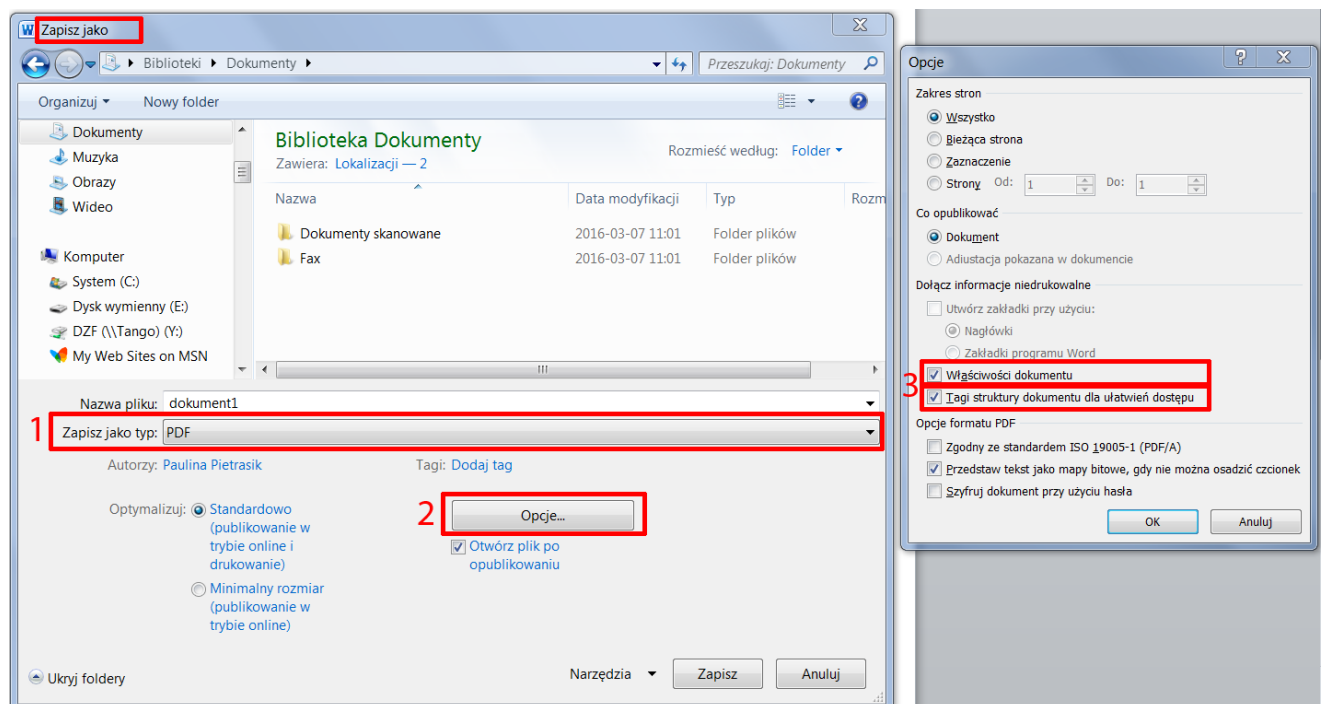 Zapisz jako
Biblioteki Dokumenty
Przeszukaj: Dokumenty
Organizuj Nowy folder
Dokumenty
Muzyka
Obrazy
Wideo
Komputer
System (C:)
Dysk wymienny (E:)
DZF (\\Tango) (Y:)
My Web Sites on MSN
Biblioteka Dokumenty
Zawiera: Lokalizacji — 2
Rozmieść według: Folder
Nazwa Data modyfikacji Typ Rozm
Dokumenty skanowane 2016-03-07 11:01 Folder plików
Fax 2016-03-07 11:01 Folder plików
Nazwa pliku: dokument1
1 Zapisz jako typ: PDF
Autorzy: Paulina Pietrasik Tagi: Dodaj tag
Optymalizuj: Standardowo
(publikowanie w
trybie online i
drukowanie)
Minimalny rozmiar
(publikowanie w
trybie online)
2 Opcje...
Otwórz plik po
opublikowaniu
Ukryj foldery
Narzędzia Zapisz Anuluj
Opcje
Zakres stron
Wszystko
Bieżąca strona
Zaznaczenie
Strony Od: 1 Do: 1
Co opublikować
Dokument
Adiustacja pokazana w dokumencie
Dołącz informacje niedrukowalne
Utwórz zakładki przy użyciu:
Nagłówki
Zakładki programu Word
3 Właściwości dokumentu
Tagi struktury dokumentu dla ułatwień dostępu
Opcje formatu PDF
Zgodny ze standardem ISO 19005-1 (PDF/A)
Przedstaw tekst jako mapy bitowe, gdy nie można osadzić czcionek
Szyfruj dokument przy użyciu hasła
OK Anuluj